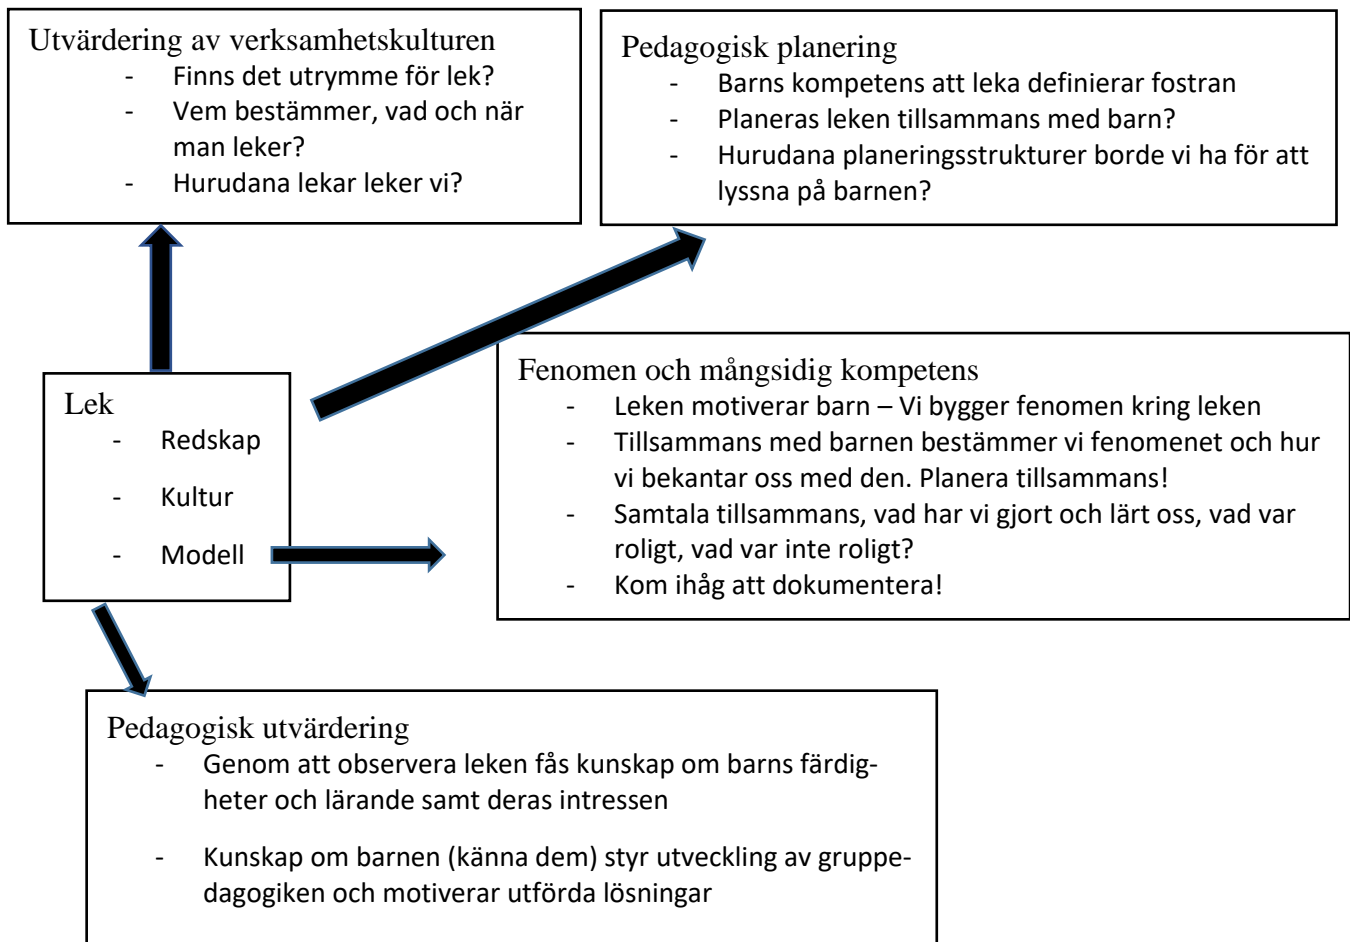 Utvärdering av verksamhetskulturen
- Finns det utrymme för lek?
- Vem bestämmer, vad och när
man leker?
- Hurudana lekar leker vi?
Pedagogisk planering
- Barns kompetens att leka definierar fostran
- Planeras leken tillsammans med barn?
- Hurudana planeringsstrukturer borde vi ha för att
lyssna på barnen?
Lek
- Redskap
- Kultur
- Modell
Fenomen och mångsidig kompetens
- Leken motiverar barn – Vi bygger fenomen kring leken
- Tillsammans med barnen bestämmer vi fenomenet och hur
vi bekantar oss med den. Planera tillsammans!
- Samtala tillsammans, vad har vi gjort och lärt oss, vad var
roligt, vad var inte roligt?
- Kom ihåg att dokumentera!
Pedagogisk utvärdering
- Genom att observera leken fås kunskap om barns färdig-
heter och lärande samt deras intressen
- Kunskap om barnen (känna dem) styr utveckling av gruppe-
dagogiken och motiverar utförda lösningar